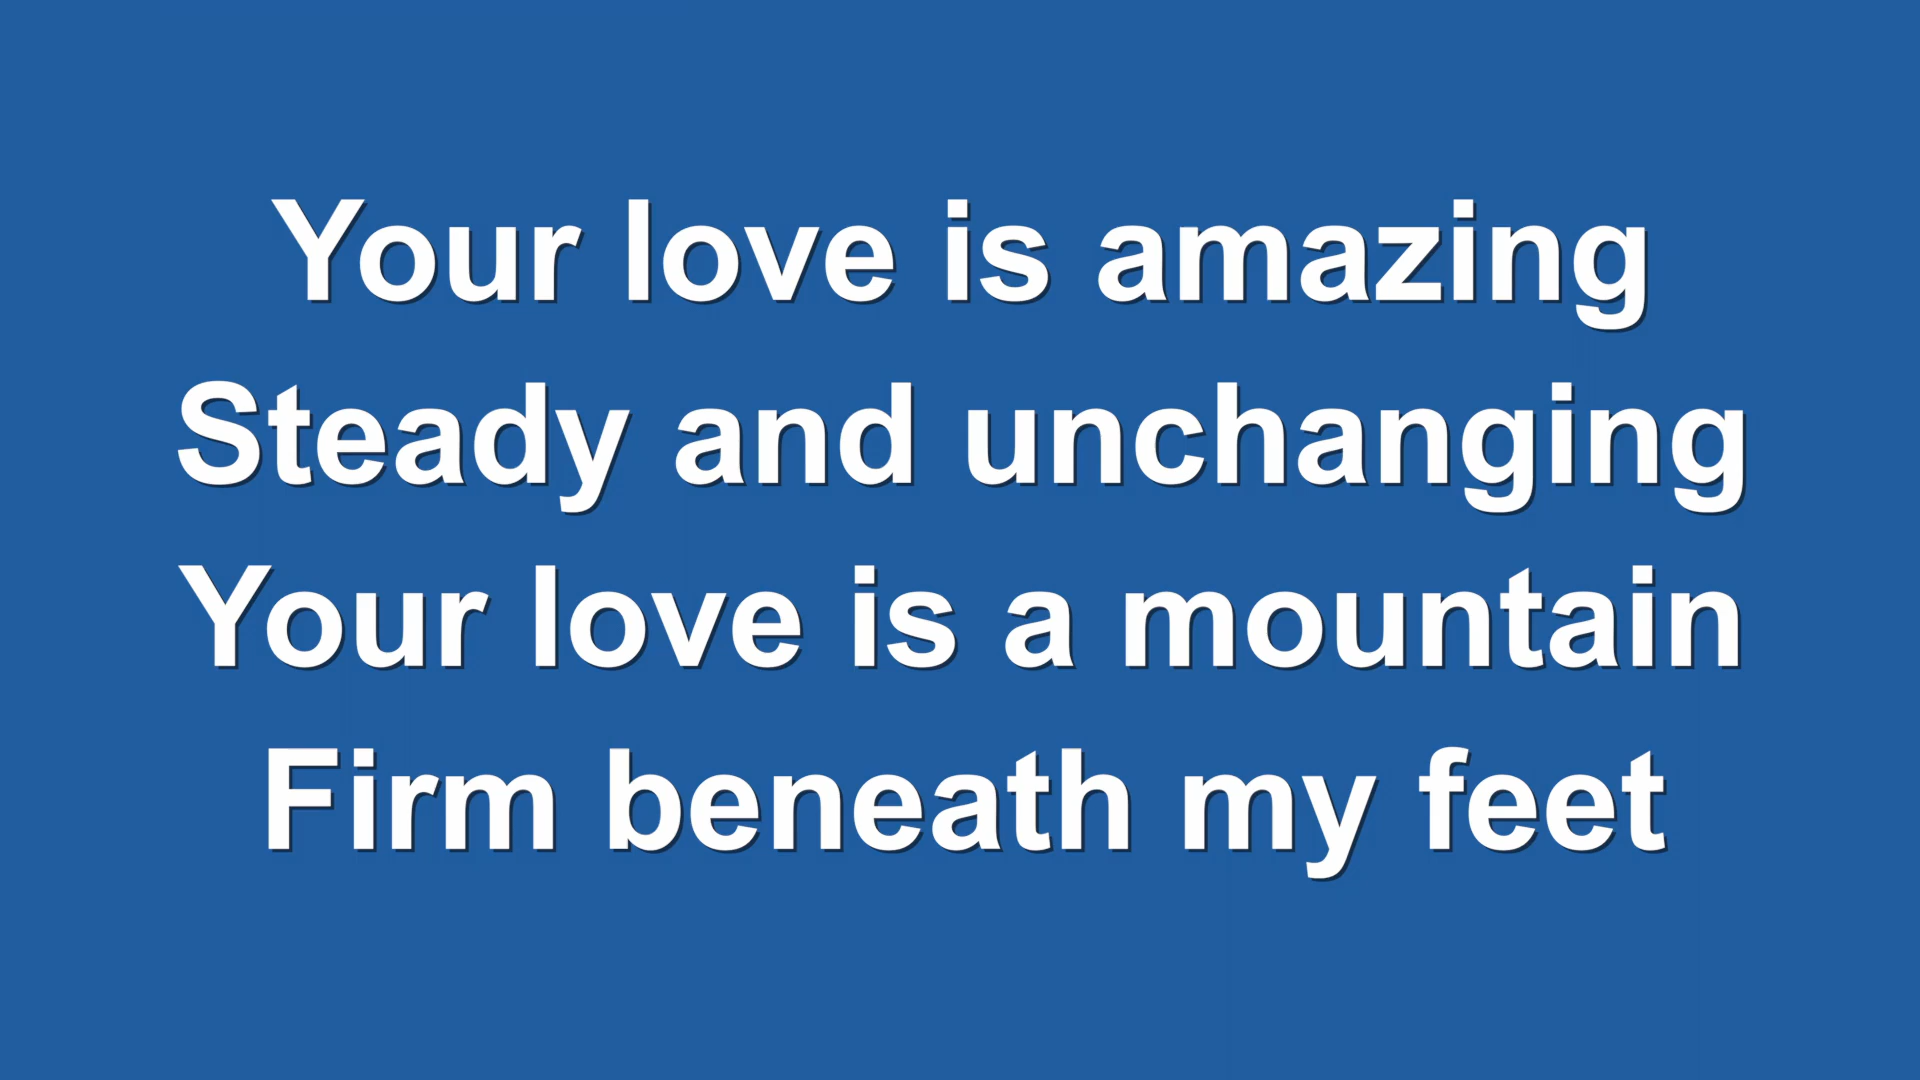 Your love is amazing
Steady and unchanging
Your love is a mountain
Firm beneath my feet